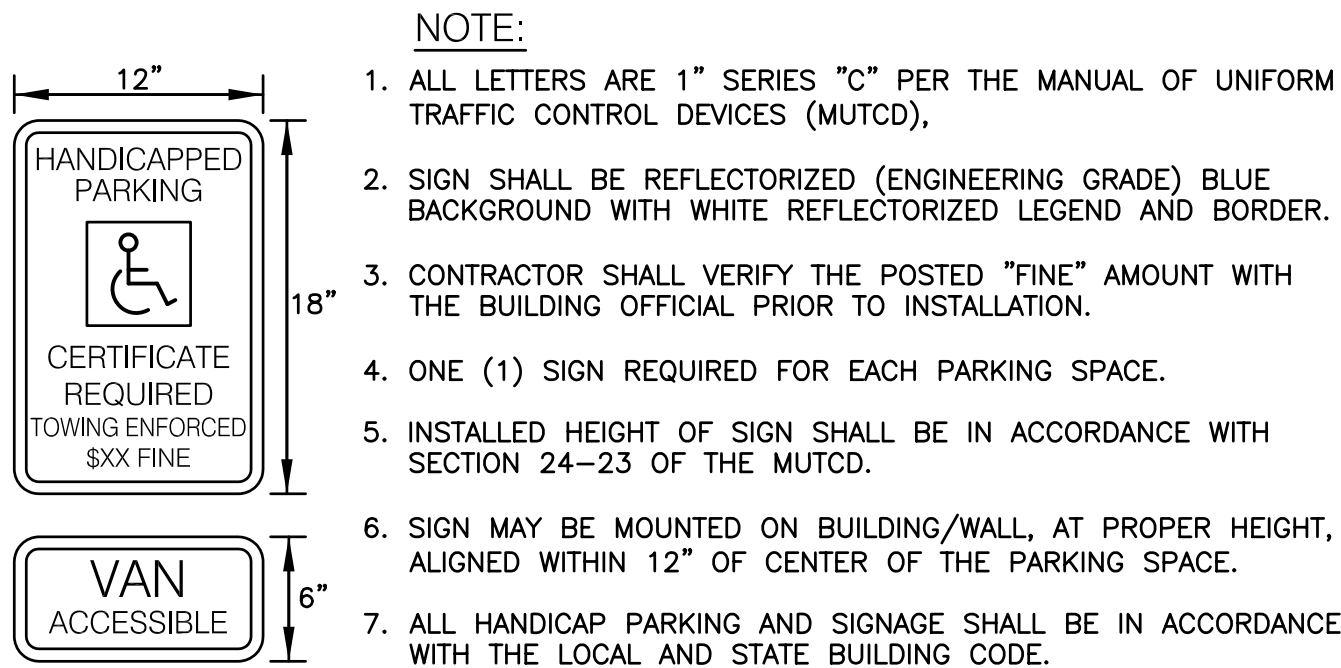 12"
HANDICAPPED
PARKING
CERTIFICATE
REQUIRED
TOWING ENFORCED
$XX FINE
18"
VAN
ACCESSIBLE
6"
NOTE:
1. ALL LETTERS ARE 1" SERIES "C" PER THE MANUAL OF UNIFORM
TRAFFIC CONTROL DEVICES (MUTCD),
2. SIGN SHALL BE REFLECTORIZED (ENGINEERING GRADE) BLUE
BACKGROUND WITH WHITE REFLECTORIZED LEGEND AND BORDER.
3. CONTRACTOR SHALL VERIFY THE POSTED "FINE" AMOUNT WITH
THE BUILDING OFFICIAL PRIOR TO INSTALLATION.
4. ONE (1) SIGN REQUIRED FOR EACH PARKING SPACE.
5. INSTALLED HEIGHT OF SIGN SHALL BE IN ACCORDANCE WITH
SECTION 24-23 OF THE MUTCD.
6. SIGN MAY BE MOUNTED ON BUILDING/WALL, AT PROPER HEIGHT,
ALIGNED WITHIN 12" OF CENTER OF THE PARKING SPACE.
7. ALL HANDICAP PARKING AND SIGNAGE SHALL BE IN ACCORDANCE
WITH THE LOCAL AND STATE BUILDING CODE.